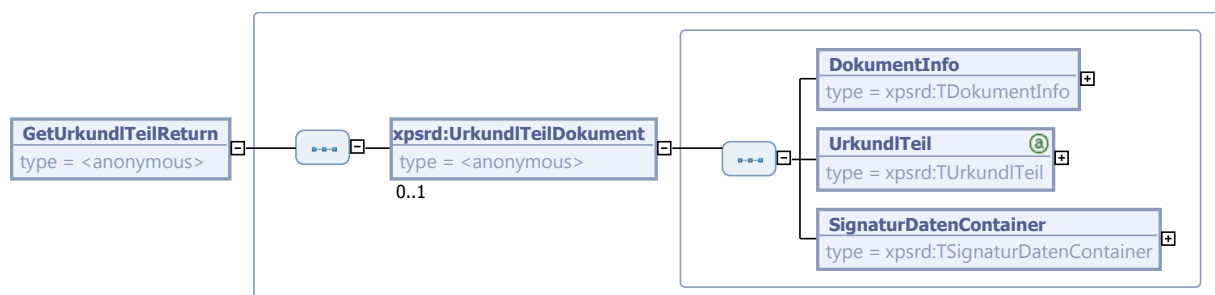 DokumentInfo
type = xpsrd:TDokumentInfo
GetUrkundlTeilReturn
type = <anonymous>
xpsrd:UrkundlTeilDokument
type = <anonymous>
0..1
UrkundlTeil
a
type = xpsrd:TUrkundlTeil
SignaturDatenContainer
type = xpsrd:TSignaturDatenContainer